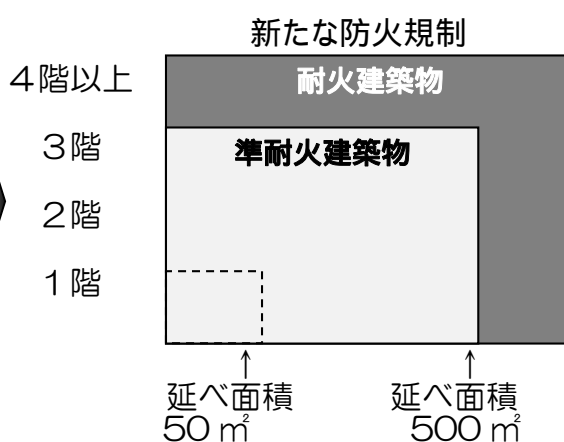 新たな防火規制
4階以上
耐火建築物
3階
準耐火建築物
2階
1階
↑
↑
延べ面積
50㎡
延べ面積
500㎡